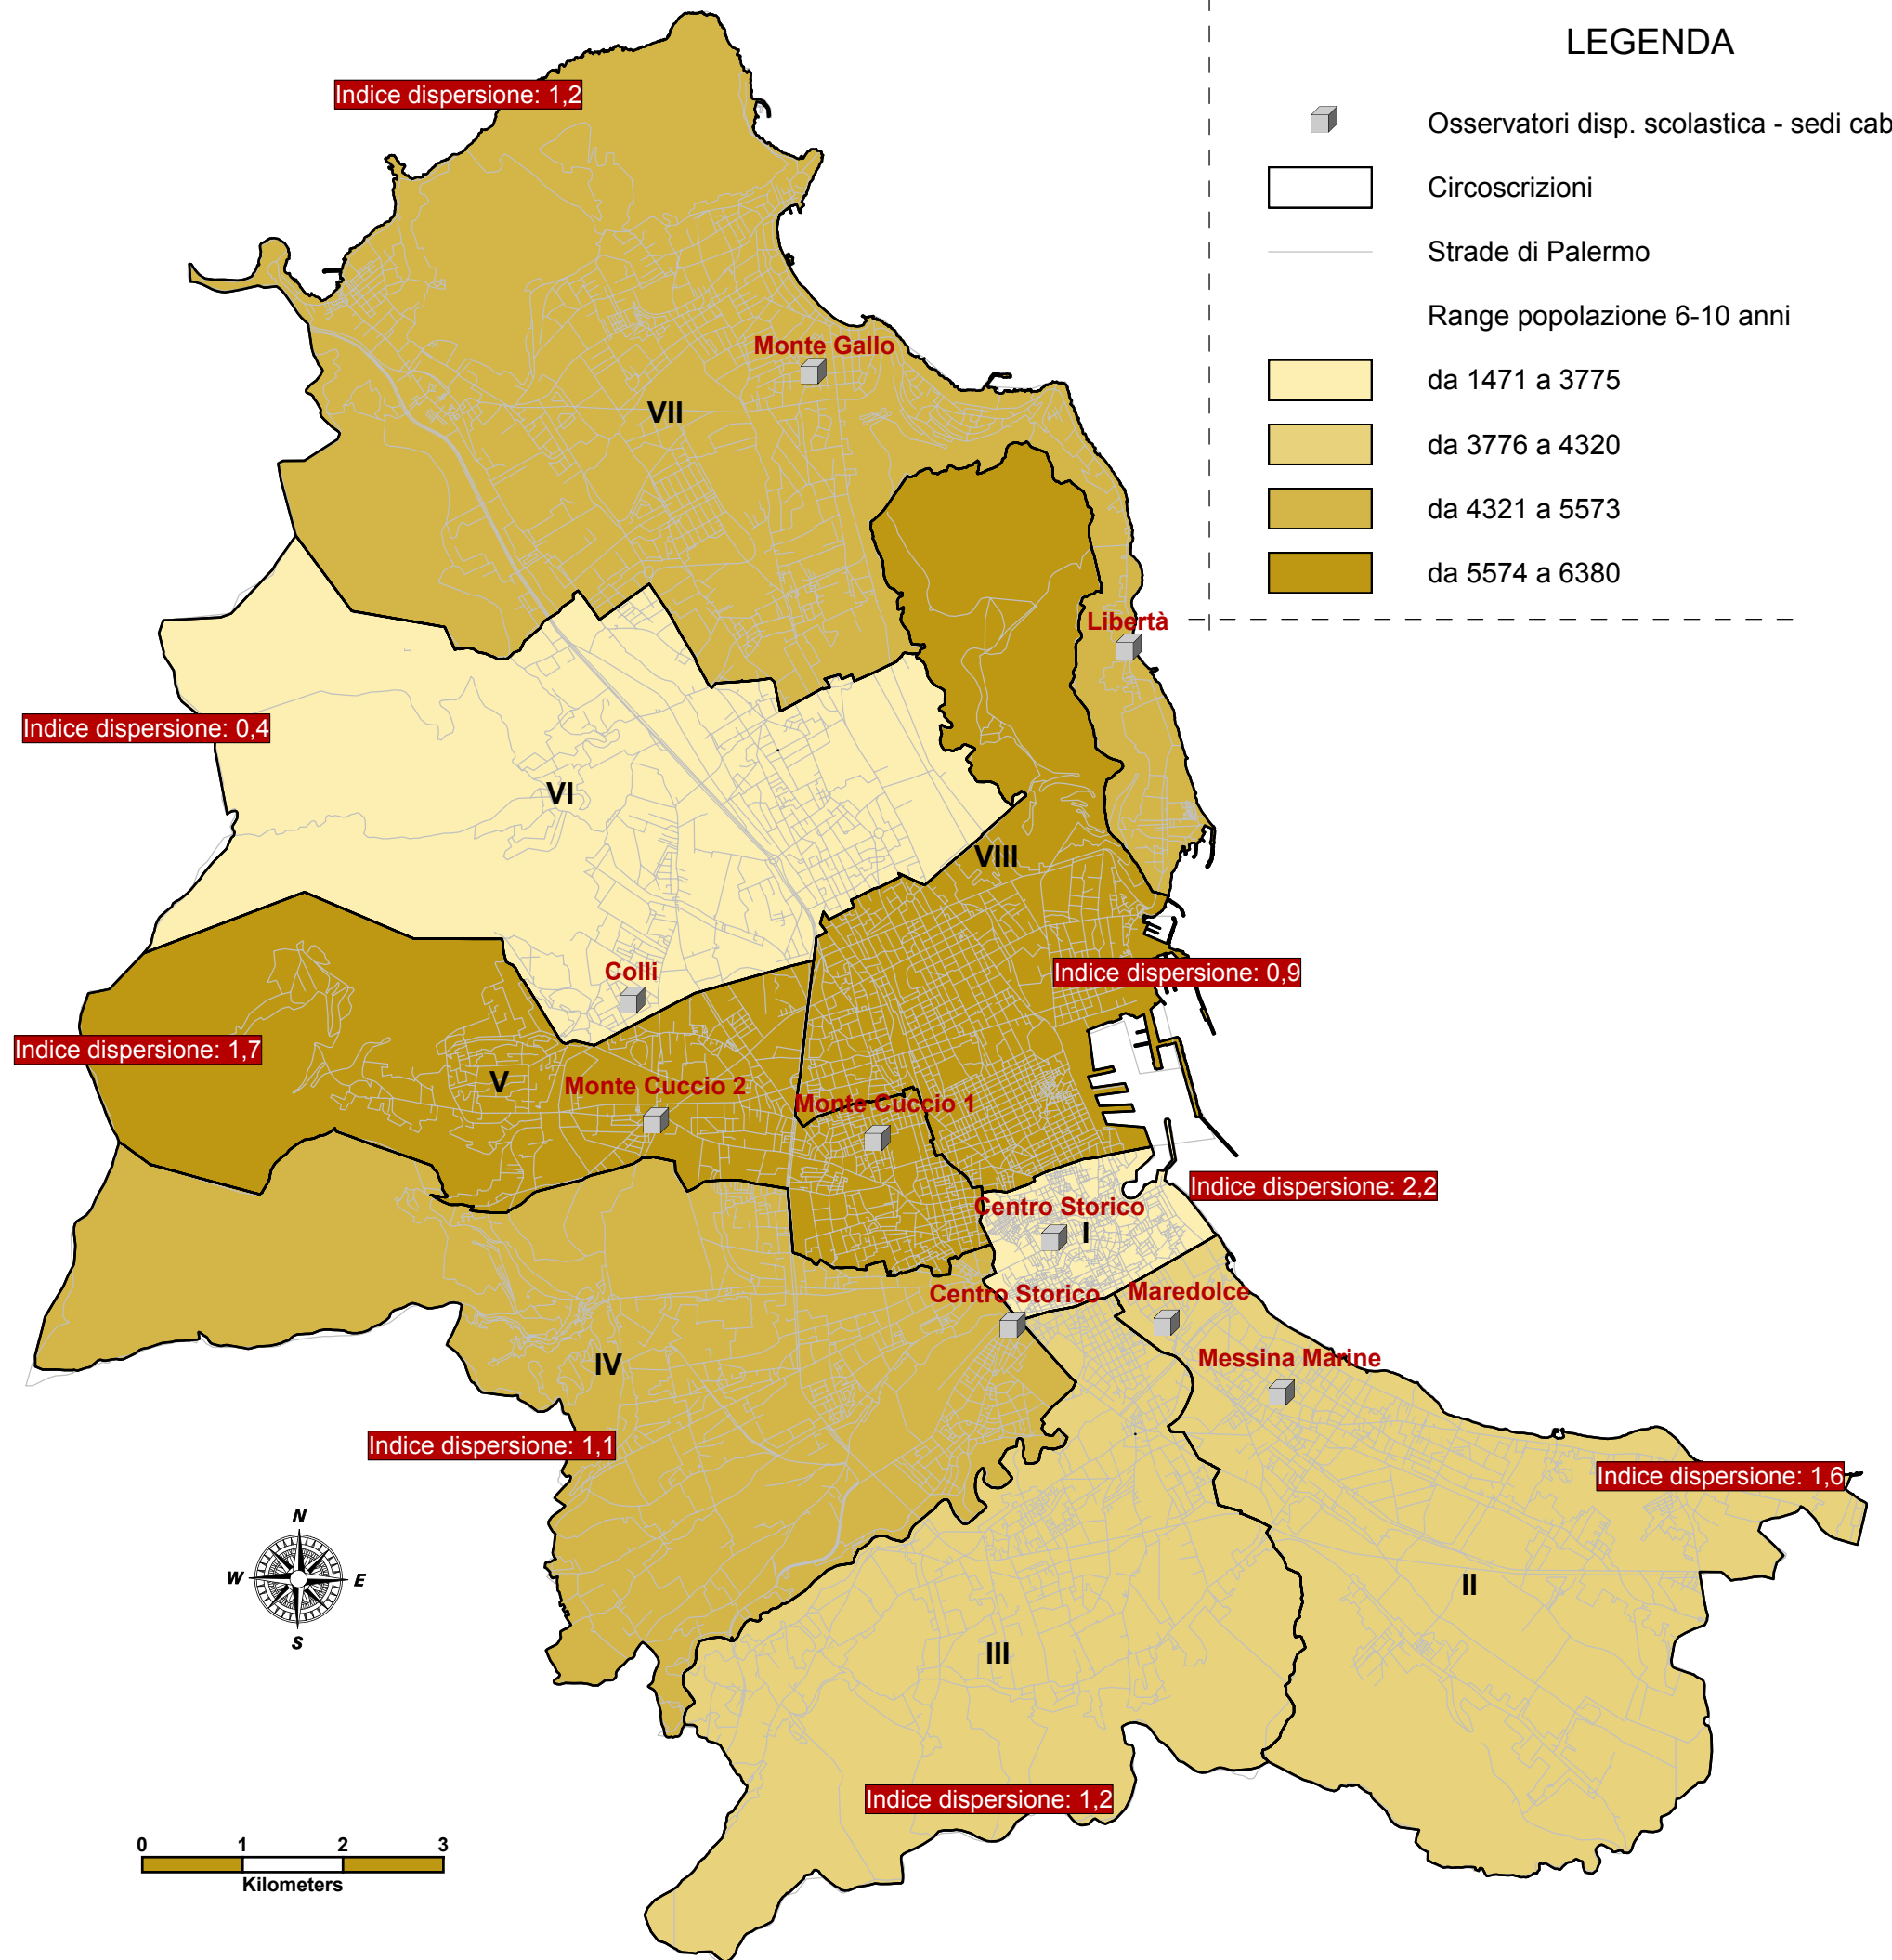 LEGENDA
Osservatori disp. scolastica - sedi cab
Circoscrizioni
Strade di Palermo
Range popolazione 6-10 anni
da 1471 a 3775
da 3776 a 4320
da 4321 a 5573
da 5574 a 6380
Indice dispersione: 1,2
Monte Gallo
VII
Libertà
Indice dispersione: 0,4
VI
VIII
Colli
Indice dispersione: 0,9
Indice dispersione: 1,7
V
Monte Cuccio 2
Monte Cuccio 1
Indice dispersione: 2,2
Centro Storico
I
Centro Storico
Maredolce
IV
Messina Marine
Indice dispersione: 1,1
Indice dispersione: 1,6
N
W
E
S
II
III
Indice dispersione: 1,2
0 1 2 3
Kilometers